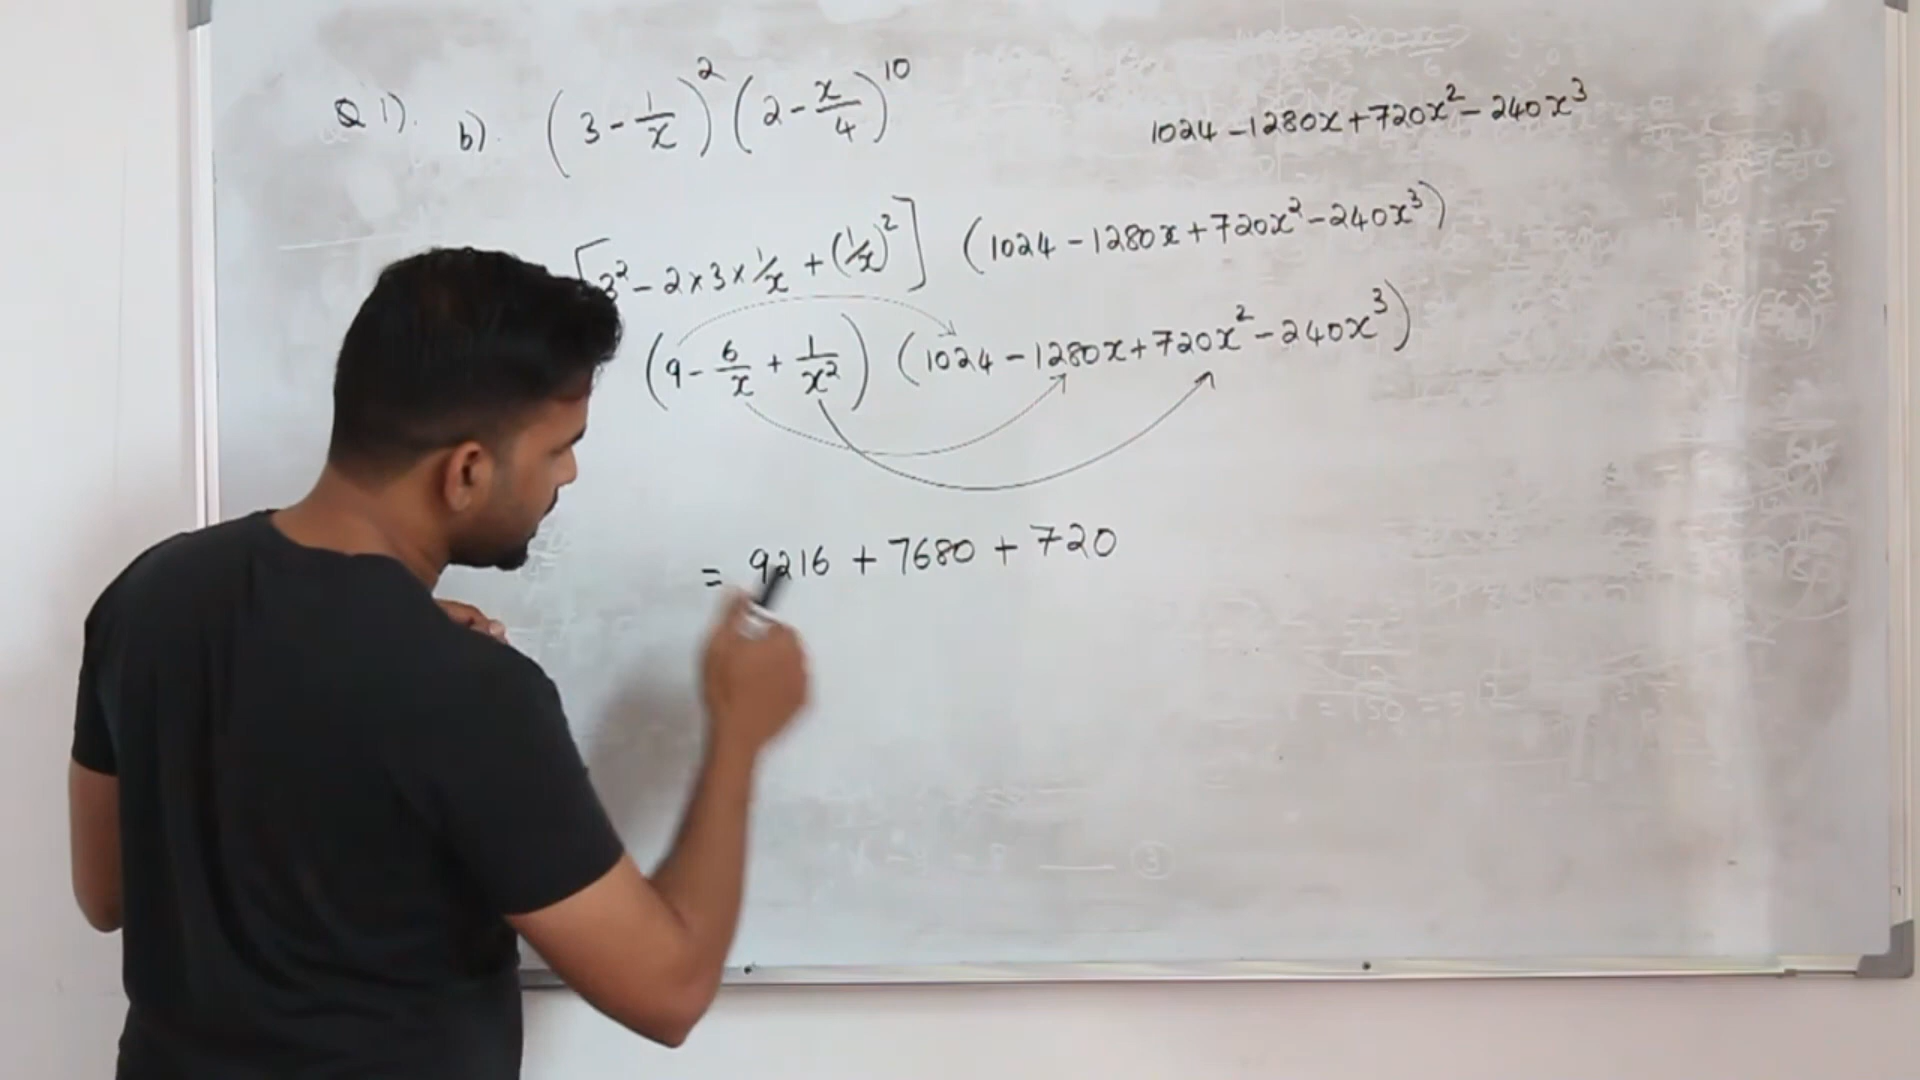 Q 1). b). (3 - 1/x)^2 (2 - x/4)^10
1024 - 1280x + 720x^2 - 240x^3
[3^2 - 2 × 3 × 1/x + (1/x)^2] (1024 - 1280x + 720x^2 - 240x^3)
(9 - 6/x + 1/x^2) (1024 - 1280x + 720x^2 - 240x^3)
= 9216 + 7680 + 720